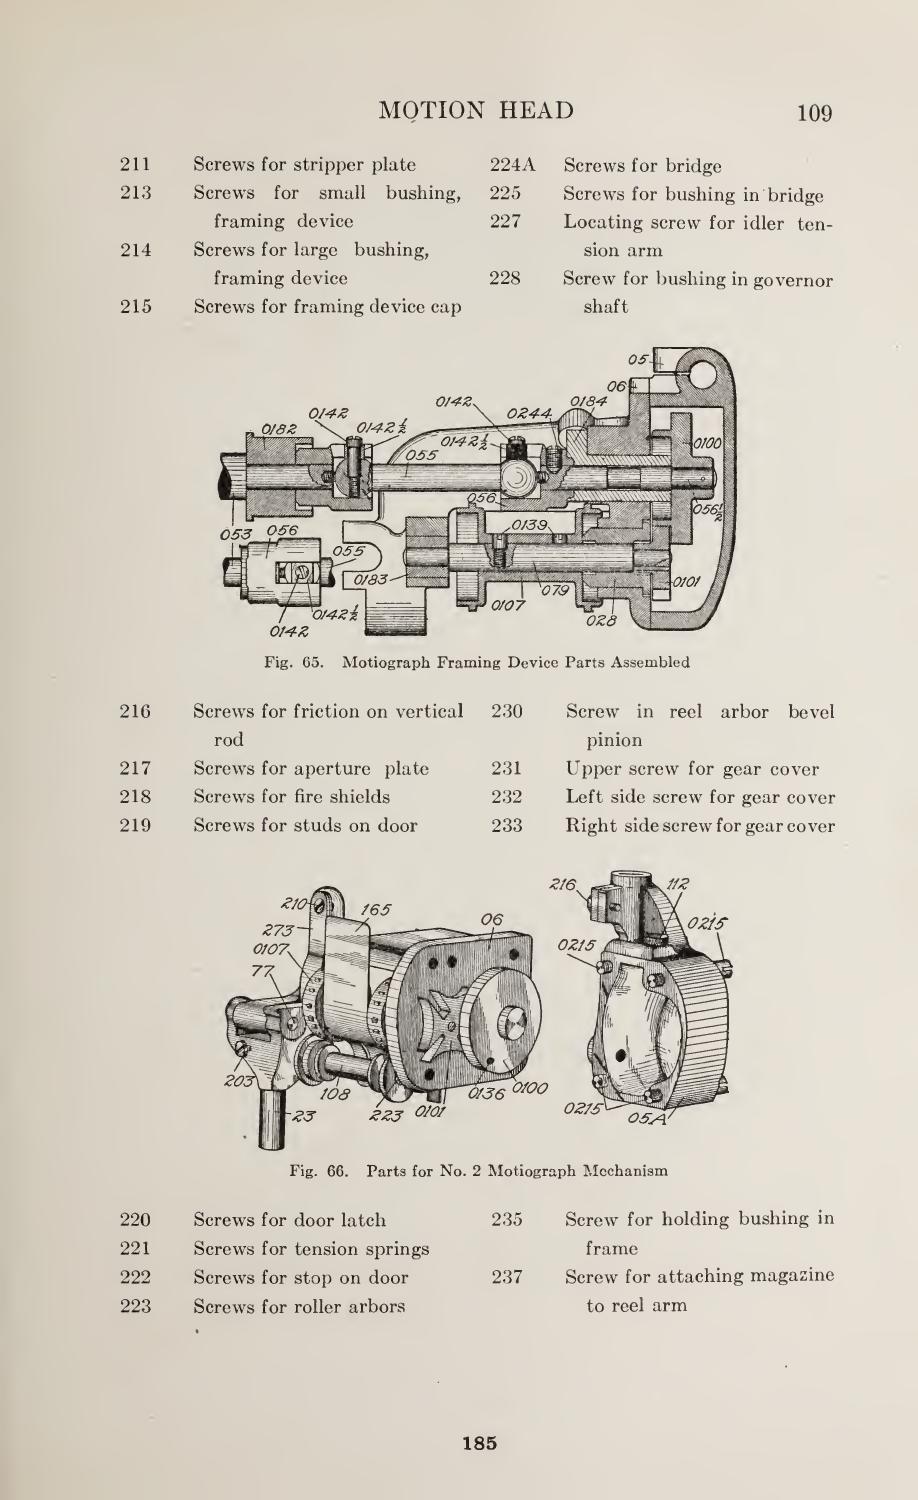 MOTION HEAD 109
211 Screws for stripper plate
213 Screws for small bushing,
framing device
214 Screws for large bushing,
framing device
215 Screws for framing device cap
224A Screws for bridge
225 Screws for bushing in bridge
227 Locating screw for idler ten-
sion arm
228 Screw for bushing in governor
shaft
05
06
0142
0142
0244
0184
0182
0142½
0142½
055
0100
056
056½
053
056
055
0139
0183
079
0101
0107
0142½
028
0142
Fig. 65. Motiograph Framing Device Parts Assembled
216 Screws for friction on vertical
rod
217 Screws for aperture plate
218 Screws for fire shields
219 Screws for studs on door
230 Screw in reel arbor bevel
pinion
231 Upper screw for gear cover
232 Left side screw for gear cover
233 Right side screw for gear cover
210
165
06
273
0107
77
203
108
23
223
0101
0136
0100
216
112
0215
0215
0215
05A
Fig. 66. Parts for No. 2 Motiograph Mechanism
220 Screws for door latch
221 Screws for tension springs
222 Screws for stop on door
223 Screws for roller arbors
235 Screw for holding bushing in
frame
237 Screw for attaching magazine
to reel arm
185